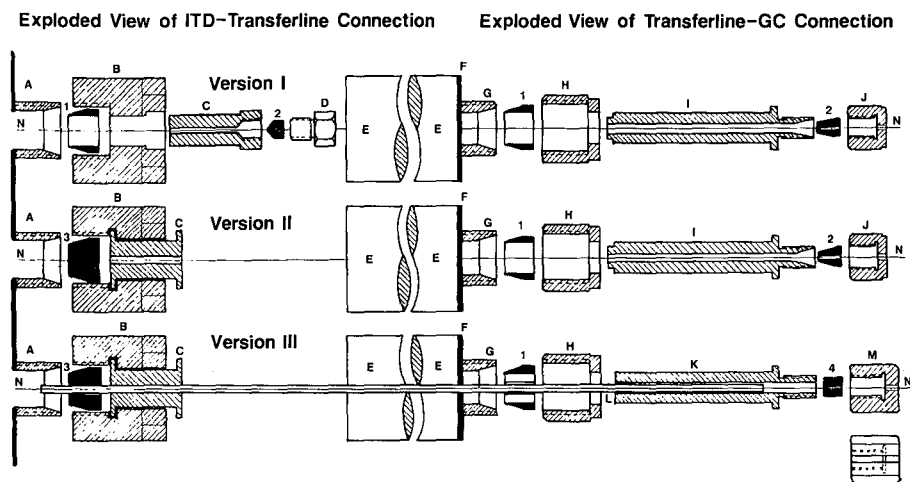 Exploded View of ITD-Transferline Connection
Exploded View of Transferline-GC Connection
Version I
A B C D E E F G H I J
N 1 2 1 2 N
Version II
A B C E E F G H I J
N 3 1 2 N
Version III
A B C E E F G H K L M
N 3 1 4 N